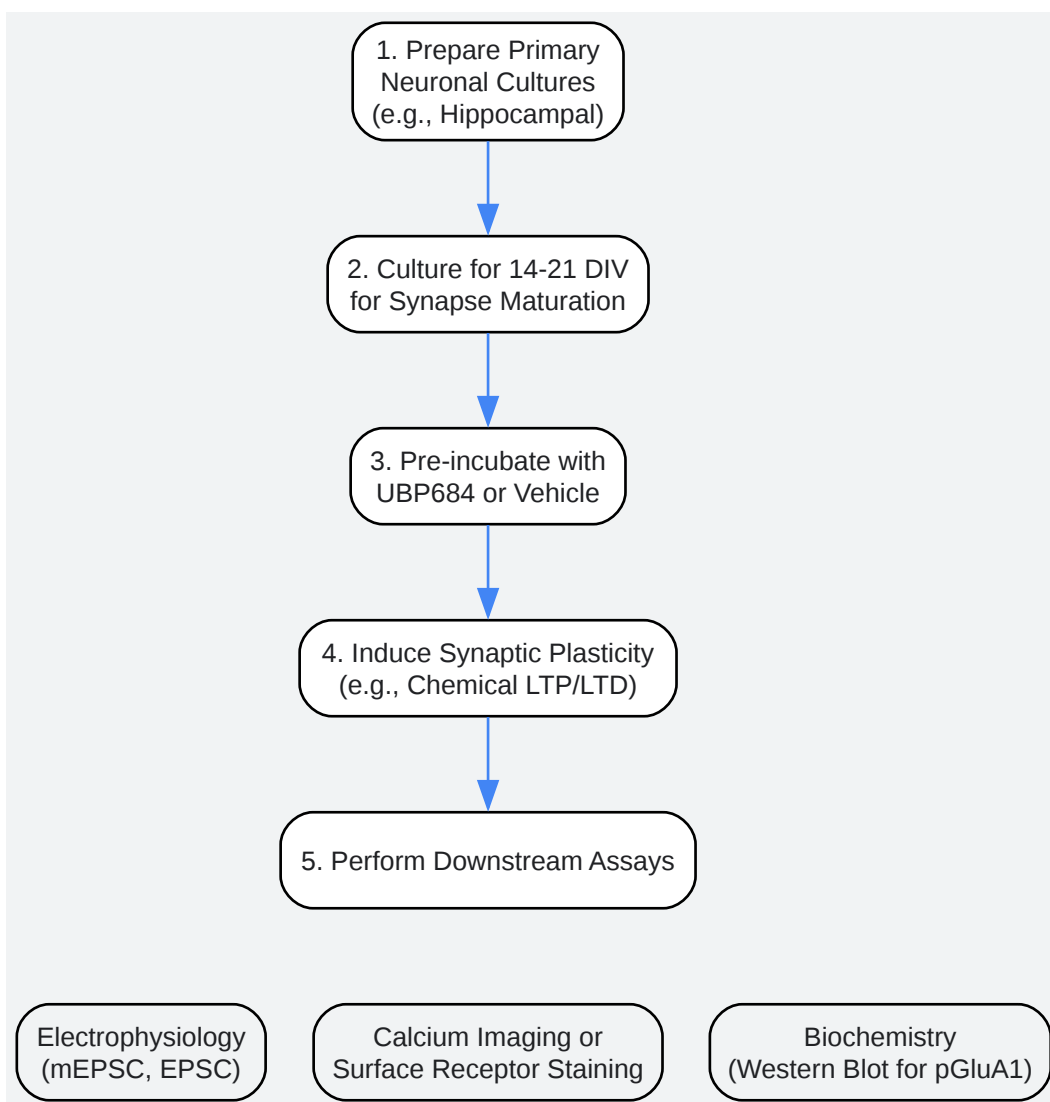 1. Prepare Primary
Neuronal Cultures
(e.g., Hippocampal)
2. Culture for 14-21 DIV
for Synapse Maturation
3. Pre-incubate with
UBP684 or Vehicle
4. Induce Synaptic Plasticity
(e.g., Chemical LTP/LTD)
5. Perform Downstream Assays
Electrophysiology
(mEPSC, EPSC)
Calcium Imaging or
Surface Receptor Staining
Biochemistry
(Western Blot for pGluA1)